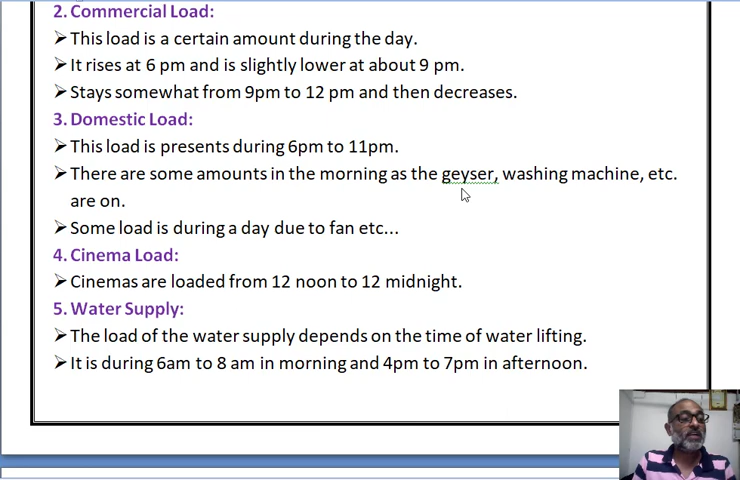 2. Commercial Load:
➢ This load is a certain amount during the day.
➢ It rises at 6 pm and is slightly lower at about 9 pm.
➢ Stays somewhat from 9pm to 12 pm and then decreases.
3. Domestic Load:
➢ This load is presents during 6pm to 11pm.
➢ There are some amounts in the morning as the geyser, washing machine, etc.
are on.
➢ Some load is during a day due to fan etc...
4. Cinema Load:
➢ Cinemas are loaded from 12 noon to 12 midnight.
5. Water Supply:
➢ The load of the water supply depends on the time of water lifting.
➢ It is during 6am to 8 am in morning and 4pm to 7pm in afternoon.